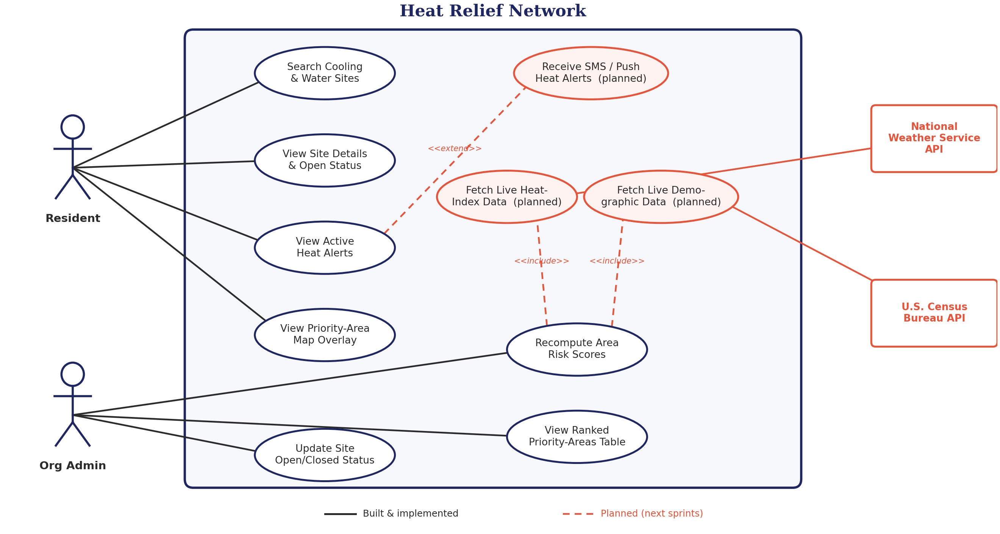 Heat Relief Network
Search Cooling
& Water Sites
Receive SMS / Push
Heat Alerts  (planned)
National
Weather Service
API
View Site Details
& Open Status
<<extend>>
Fetch Live Heat-
Index Data  (planned)
Fetch Live Demo-
graphic Data  (planned)
Resident
View Active
Heat Alerts
<<include>>
<<include>>
U.S. Census
Bureau API
View Priority-Area
Map Overlay
Recompute Area
Risk Scores
View Ranked
Priority-Areas Table
Org Admin
Update Site
Open/Closed Status
Built & implemented
Planned (next sprints)